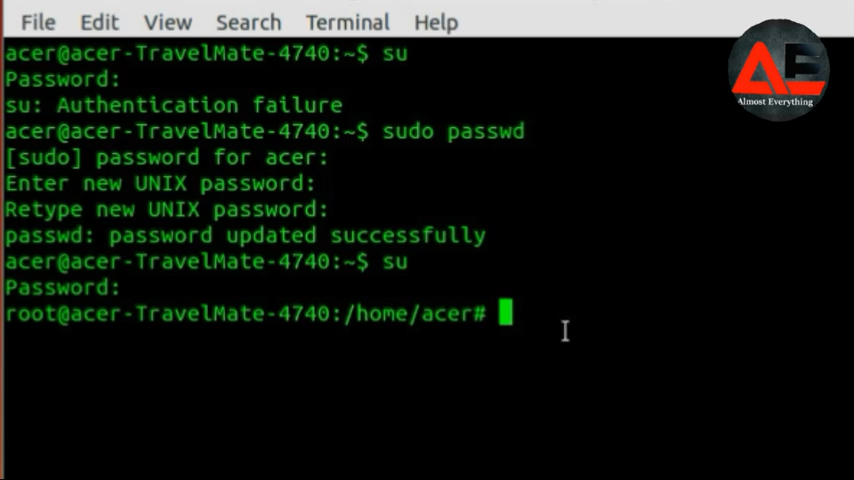 File Edit View Search Terminal Help
acer@acer-TravelMate-4740:~$ su
Password:
su: Authentication failure
acer@acer-TravelMate-4740:~$ sudo passwd
[sudo] password for acer:
Enter new UNIX password:
Retype new UNIX password:
passwd: password updated successfully
acer@acer-TravelMate-4740:~$ su
Password:
root@acer-TravelMate-4740:/home/acer#
AE
Almost Everything